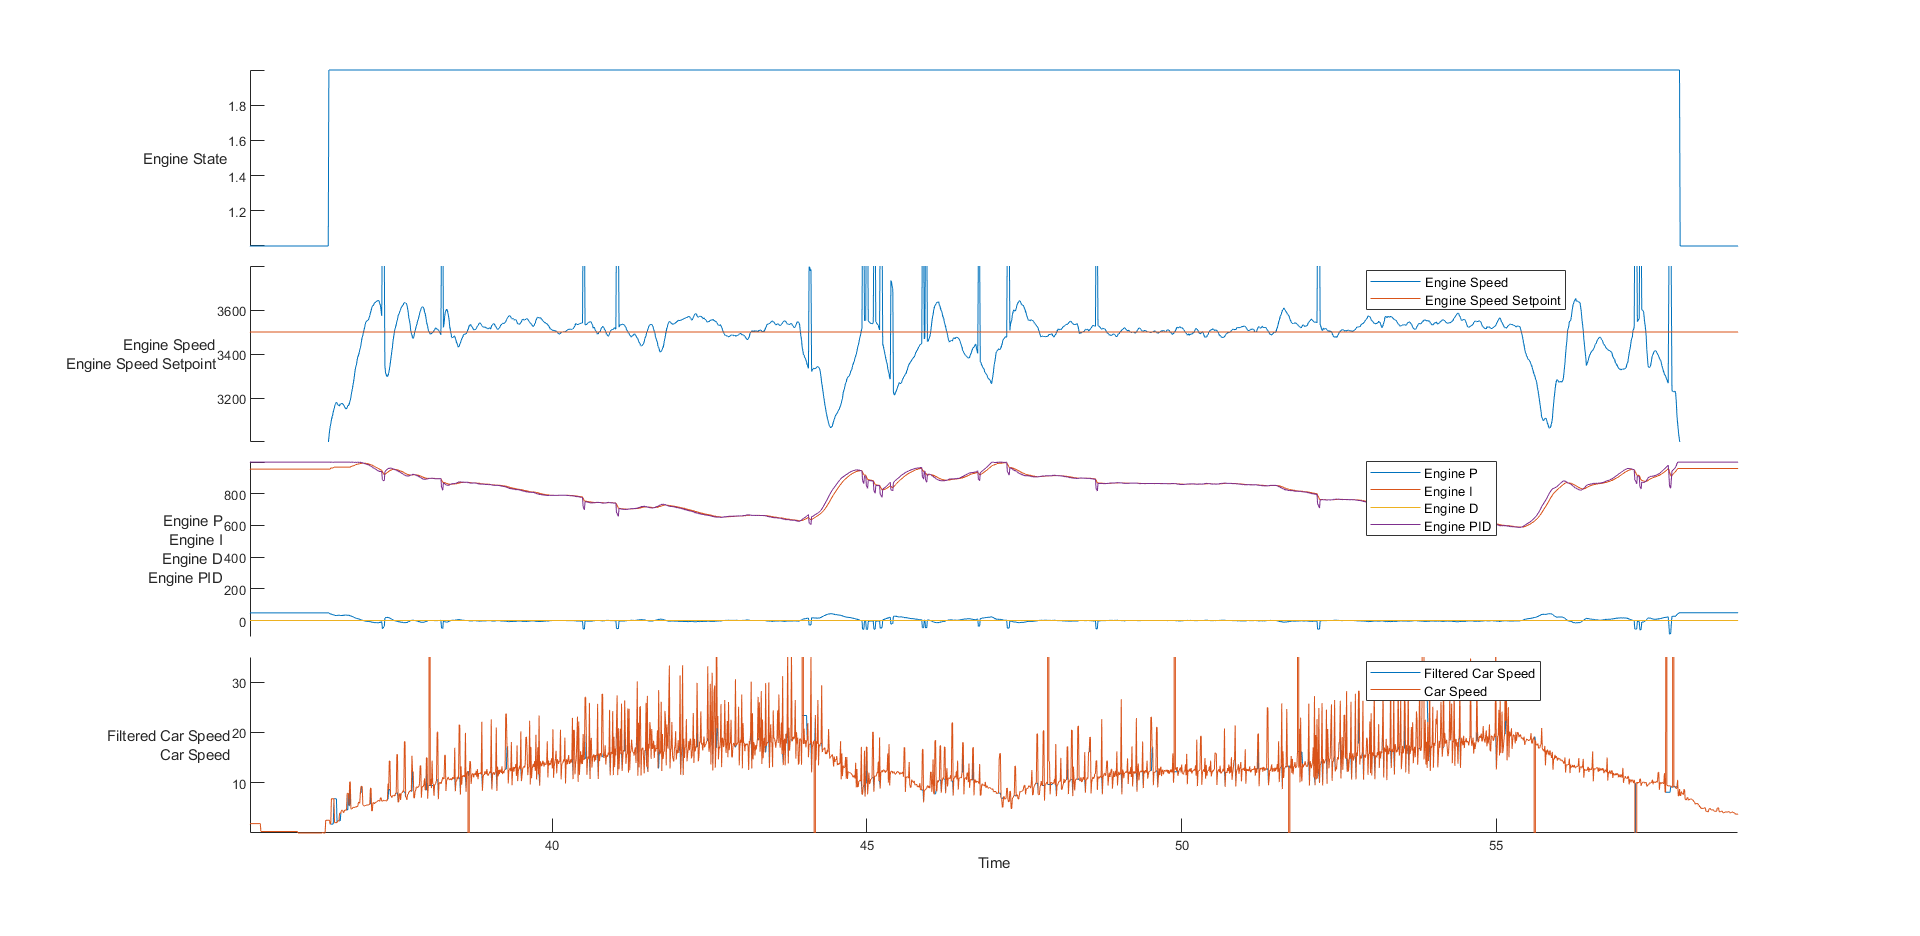 1.8
1.6
Engine State
1.4
1.2
Engine Speed
Engine Speed Setpoint
3600
Engine Speed
3400
Engine Speed Setpoint
3200
Engine P
Engine I
Engine D
Engine PID
800
Engine P
600
Engine I
Engine D
400
Engine PID
200
0
Filtered Car Speed
Car Speed
30
Filtered Car Speed
20
Car Speed
10
40
45
50
55
Time